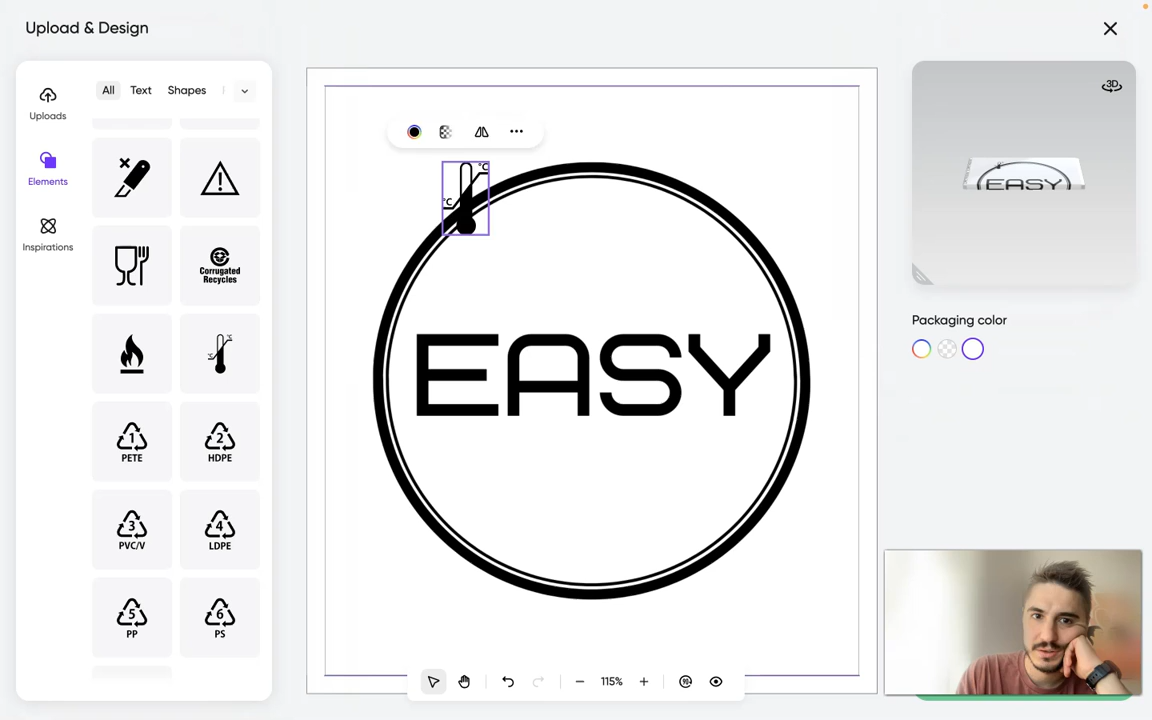 Upload & Design
Uploads
Elements
Inspirations
All Text Shapes
Corrugated
Recycles
°C
°C
1
PETE
2
HDPE
3
PVC/V
4
LDPE
5
PP
6
PS
°C
°C
EASY
115%
3D
EASY
Packaging color